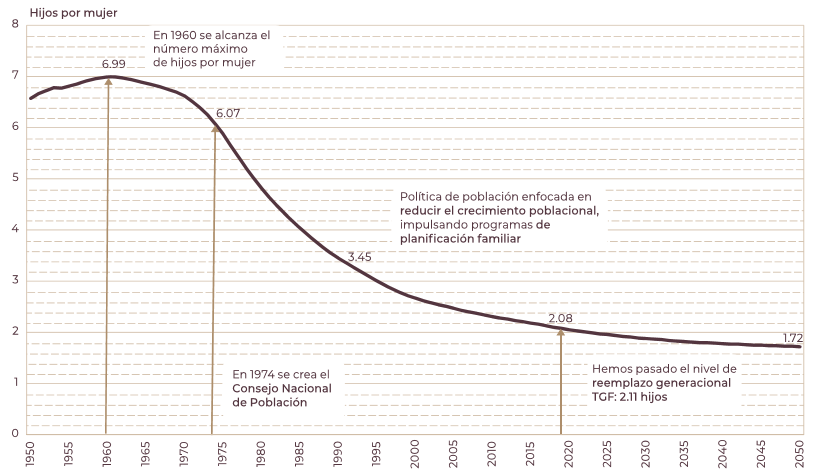 Hijos por mujer
8
7
6
5
4
3
2
1
0
En 1960 se alcanza el
número máximo
de hijos por mujer
6.99
6.07
Política de población enfocada en
reducir el crecimiento poblacional,
impulsando programas de
planificación familiar
3.45
2.08
1.72
En 1974 se crea el
Consejo Nacional
de Población
Hemos pasado el nivel de
reemplazo generacional
TGF: 2.11 hijos
1950
1955
1960
1965
1970
1975
1980
1985
1990
1995
2000
2005
2010
2015
2020
2025
2030
2035
2040
2045
2050